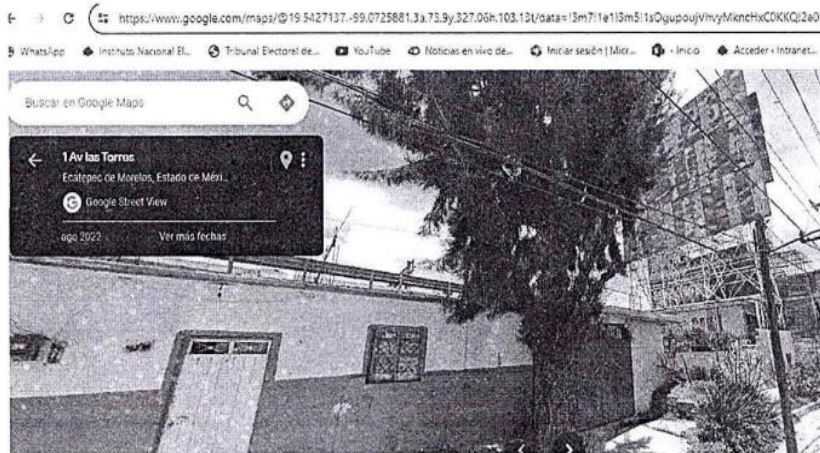 https://www.google.com/maps/@19.5427137,-99.0725881,3a,73.9y,327.06h,103.13t/data=!3m7!1e1!3m5!
WhatsApp Instituto Nacional El... Tribunal Electoral de... YouTube Noticias en vivo de... Iniciar sesión | Micr... - Inicio Acceder ‹ Intranet...
Buscar en Google Maps
1 Av las Torres
Ecatepec de Morelos, Estado de Méxi...
Google Street View
ago 2022 Ver más fechas